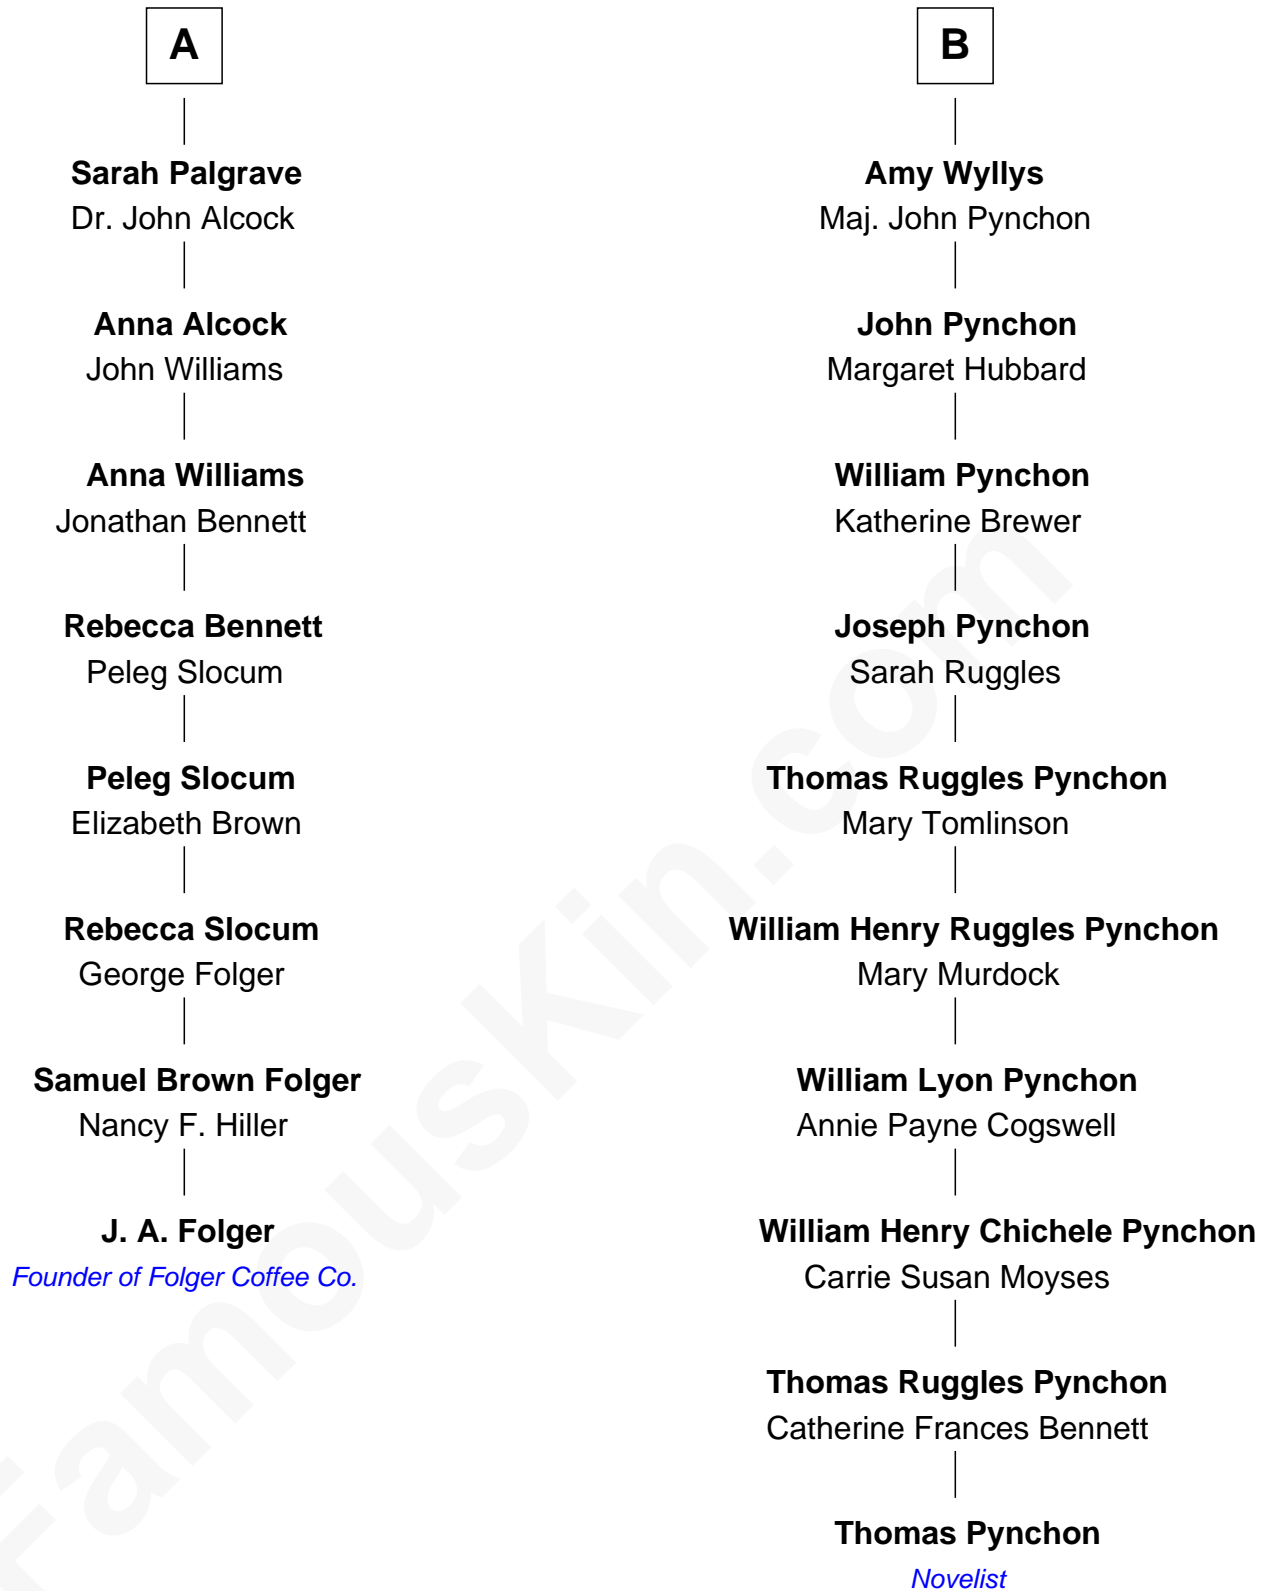 A
Sarah Palgrave
Dr. John Alcock
Anna Alcock
John Williams
Anna Williams
Jonathan Bennett
Rebecca Bennett
Peleg Slocum
Peleg Slocum
Elizabeth Brown
Rebecca Slocum
George Folger
Samuel Brown Folger
Nancy F. Hiller
J. A. Folger
Founder of Folger Coffee Co.
B
Amy Wyllys
Maj. John Pynchon
John Pynchon
Margaret Hubbard
William Pynchon
Katherine Brewer
Joseph Pynchon
Sarah Ruggles
Thomas Ruggles Pynchon
Mary Tomlinson
William Henry Ruggles Pynchon
Mary Murdock
William Lyon Pynchon
Annie Payne Cogswell
William Henry Chichele Pynchon
Carrie Susan Moyses
Thomas Ruggles Pynchon
Catherine Frances Bennett
Thomas Pynchon
Novelist
FamousKin.com